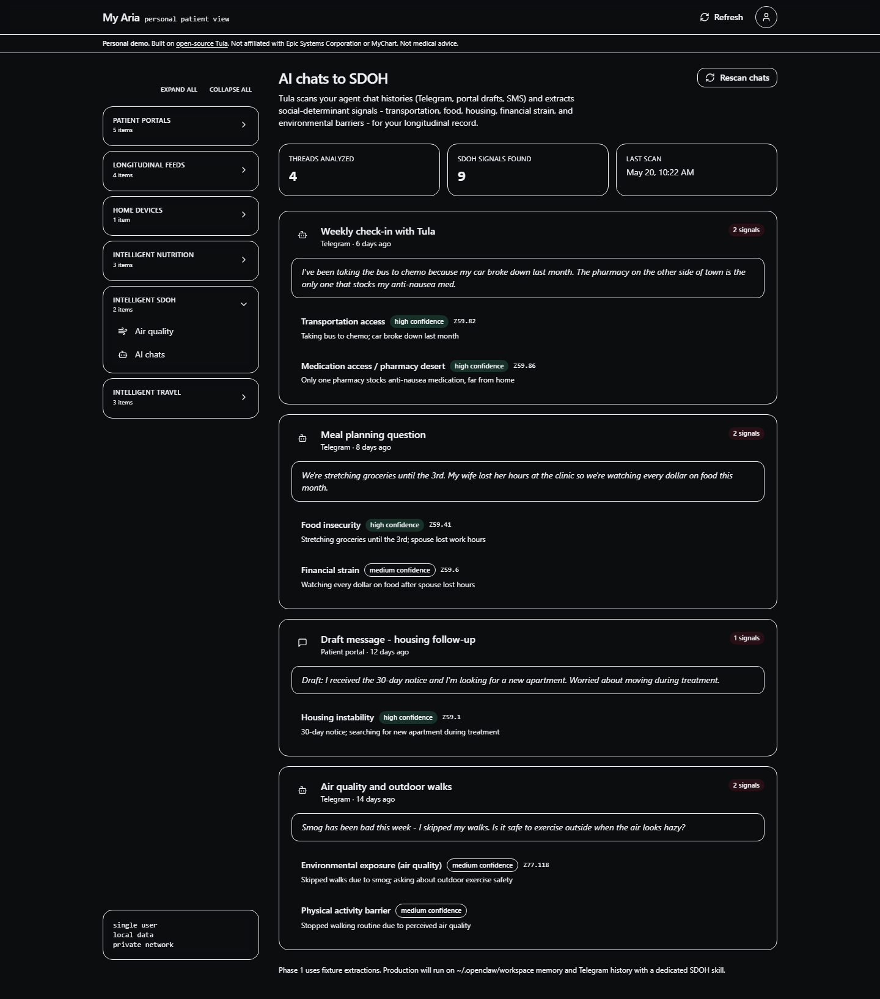 My Aria personal patient view
Refresh
Personal demo. Built on open-source Tula. Not affiliated with Epic Systems Corporation or MyChart. Not medical advice.
EXPAND ALL
COLLAPSE ALL
PATIENT PORTALS
5 items
LONGITUDINAL FEEDS
4 items
HOME DEVICES
1 item
INTELLIGENT NUTRITION
3 items
INTELLIGENT SDOH
2 items
Air quality
AI chats
INTELLIGENT TRAVEL
3 items
single user
local data
private network
AI chats to SDOH
Rescan chats
Tula scans your agent chat histories (Telegram, portal drafts, SMS) and extracts
social-determinant signals - transportation, food, housing, financial strain, and
environmental barriers - for your longitudinal record.
THREADS ANALYZED
4
SDOH SIGNALS FOUND
9
LAST SCAN
May 20, 10:22 AM
Weekly check-in with Tula
2 signals
Telegram · 6 days ago
I've been taking the bus to chemo because my car broke down last month. The pharmacy on the other side of town is the
only one that stocks my anti-nausea med.
Transportation access high confidence Z59.82
Taking bus to chemo; car broke down last month
Medication access / pharmacy desert high confidence Z59.86
Only one pharmacy stocks anti-nausea medication, far from home
Meal planning question
2 signals
Telegram · 8 days ago
We're stretching groceries until the 3rd. My wife lost her hours at the clinic so we're watching every dollar on food this
month.
Food insecurity high confidence Z59.41
Stretching groceries until the 3rd; spouse lost work hours
Financial strain medium confidence Z59.6
Watching every dollar on food after spouse lost hours
Draft message - housing follow-up
1 signals
Patient portal · 12 days ago
Draft: I received the 30-day notice and I'm looking for a new apartment. Worried about moving during treatment.
Housing instability high confidence Z59.1
30-day notice; searching for new apartment during treatment
Air quality and outdoor walks
2 signals
Telegram · 14 days ago
Smog has been bad this week - I skipped my walks. Is it safe to exercise outside when the air looks hazy?
Environmental exposure (air quality) medium confidence Z77.118
Skipped walks due to smog; asking about outdoor exercise safety
Physical activity barrier medium confidence
Stopped walking routine due to perceived air quality
Phase 1 uses fixture extractions. Production will run on ~/.openclaw/workspace memory and Telegram history with a dedicated SDOH skill.